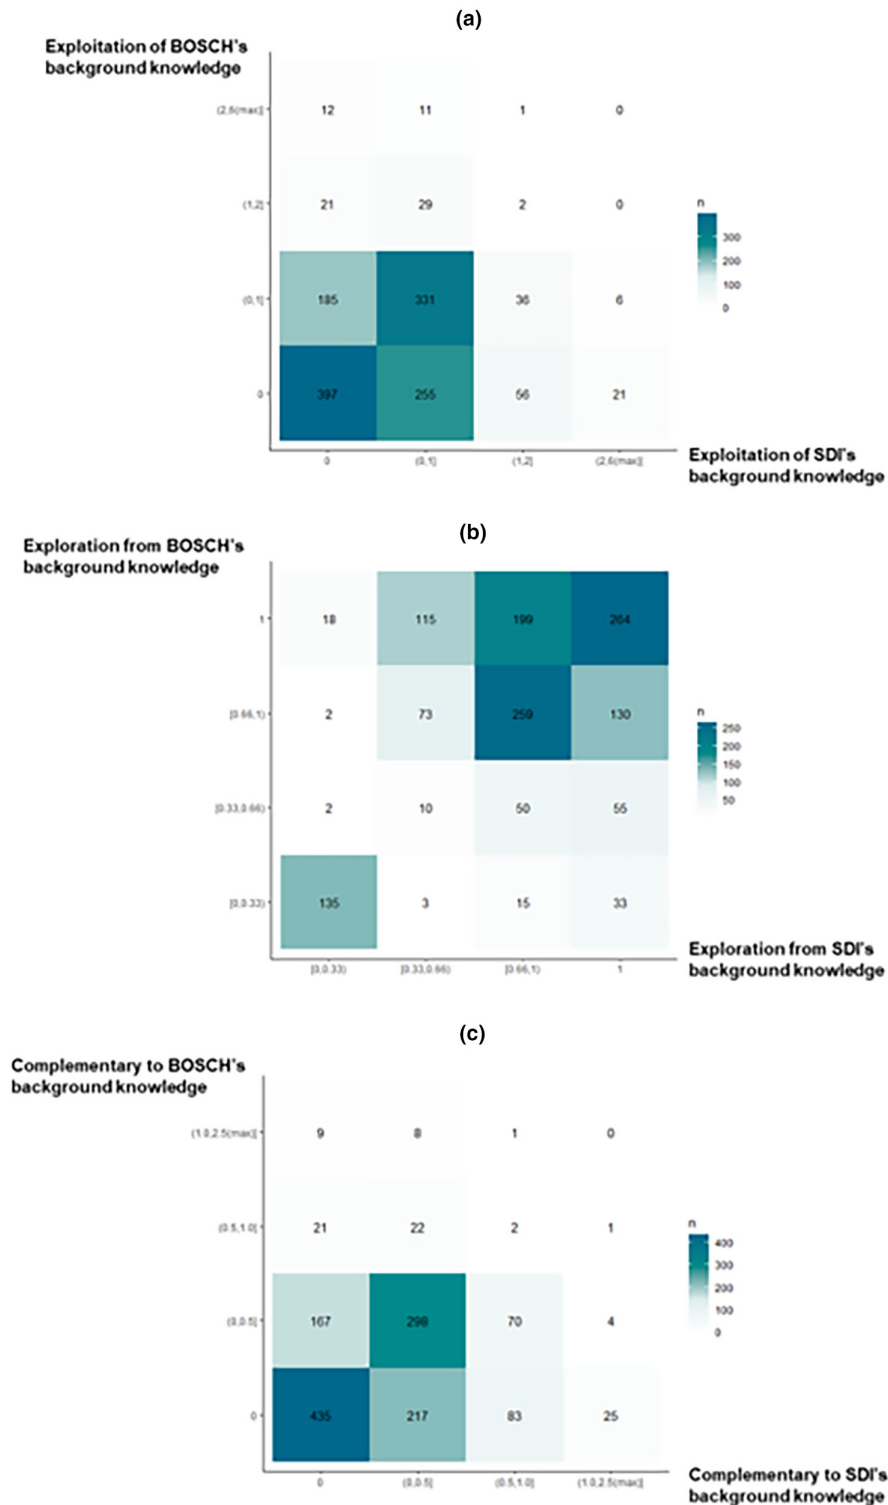 (a)
Exploitation of BOSCH's
background knowledge
(2,6(max)] 12 11 1 0
(1,2] 21 29 2 0
(0,1] 185 331 36 6
0 397 255 56 21
0 (0,1] (1,2] (2,6(max)]
n
300
200
100
0
Exploitation of SDI's
background knowledge
(b)
Exploration from BOSCH's
background knowledge
1 18 115 199 264
[0.66,1) 2 73 259 130
[0.33,0.66) 2 10 50 55
[0,0.33) 135 3 15 33
[0,0.33) [0.33,0.66) [0.66,1) 1
n
250
200
150
100
50
Exploration from SDI's
background knowledge
(c)
Complementary to BOSCH's
background knowledge
(1.0,2.5(max)] 9 8 1 0
(0.5,1.0] 21 22 2 1
(0,0.5] 167 298 70 4
0 435 217 83 25
0 (0,0.5] (0.5,1.0] (1.0,2.5(max)]
n
400
300
200
100
0
Complementary to SDI's
background knowledge